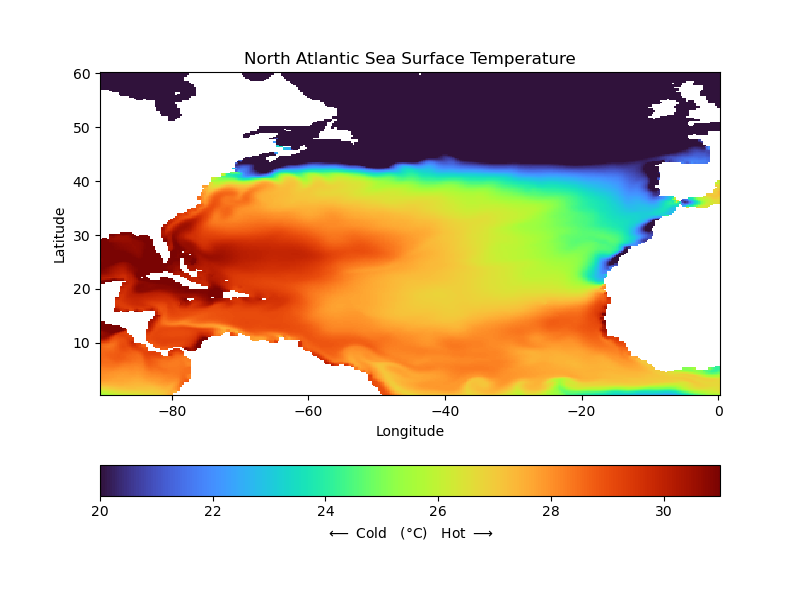 North Atlantic Sea Surface Temperature
60
50
40
30
20
10
Latitude
−80 −60 −40 −20 0
Longitude
20 22 24 26 28 30
⟵ Cold (°C) Hot ⟶